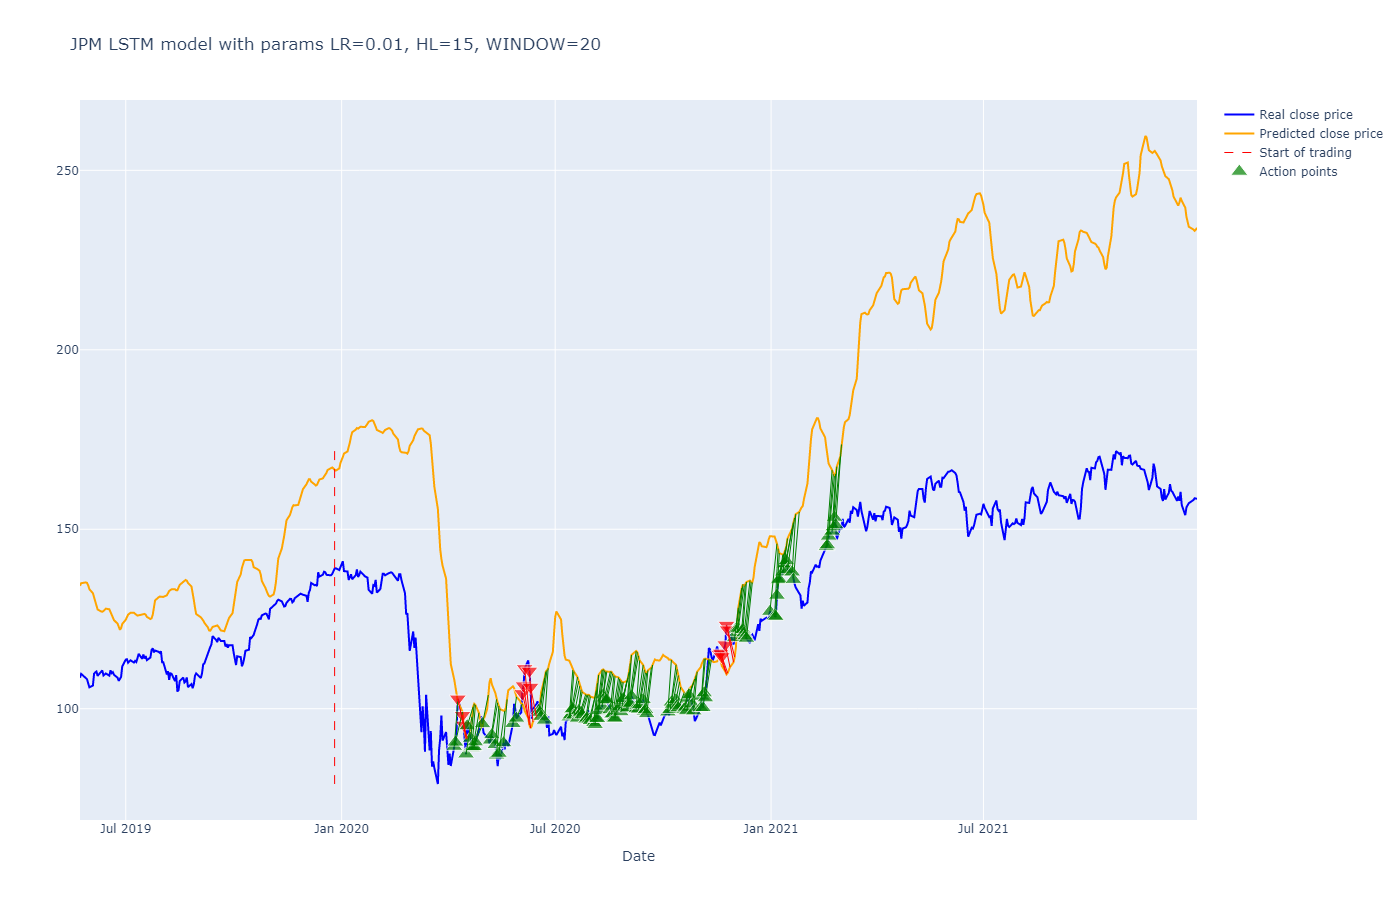 JPM LSTM model with params LR=0.01, HL=15, WINDOW=20
Real close price
Predicted close price
Start of trading
Action points
250
200
150
100
Jul 2019
Jan 2020
Jul 2020
Jan 2021
Jul 2021
Date